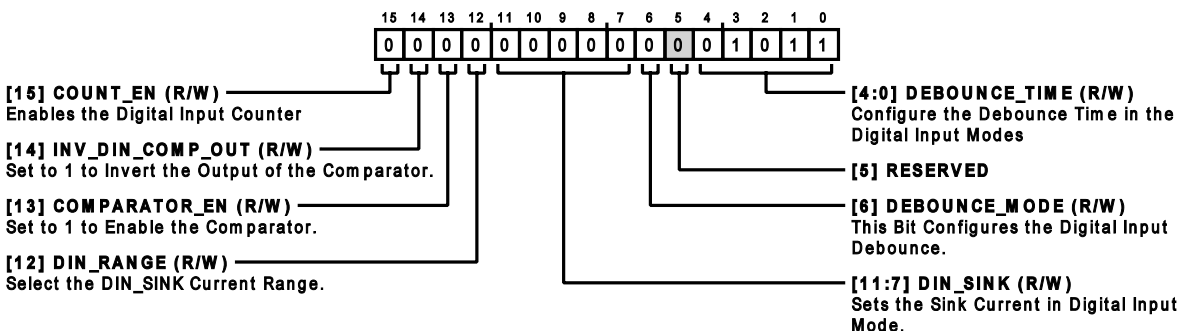 15 14 13 12 11 10 9 8 7 6 5 4 3 2 1 0
0 0 0 0 0 0 0 0 0 0 0 0 1 0 1 1
[15] COUNT_EN (R/W)
Enables the Digital Input Counter
[14] INV_DIN_COMP_OUT (R/W)
Set to 1 to Invert the Output of the Comparator.
[13] COMPARATOR_EN (R/W)
Set to 1 to Enable the Comparator.
[12] DIN_RANGE (R/W)
Select the DIN_SINK Current Range.
[4:0] DEBOUNCE_TIME (R/W)
Configure the Debounce Time in the
Digital Input Modes
[5] RESERVED
[6] DEBOUNCE_MODE (R/W)
This Bit Configures the Digital Input
Debounce.
[11:7] DIN_SINK (R/W)
Sets the Sink Current in Digital Input
Mode.